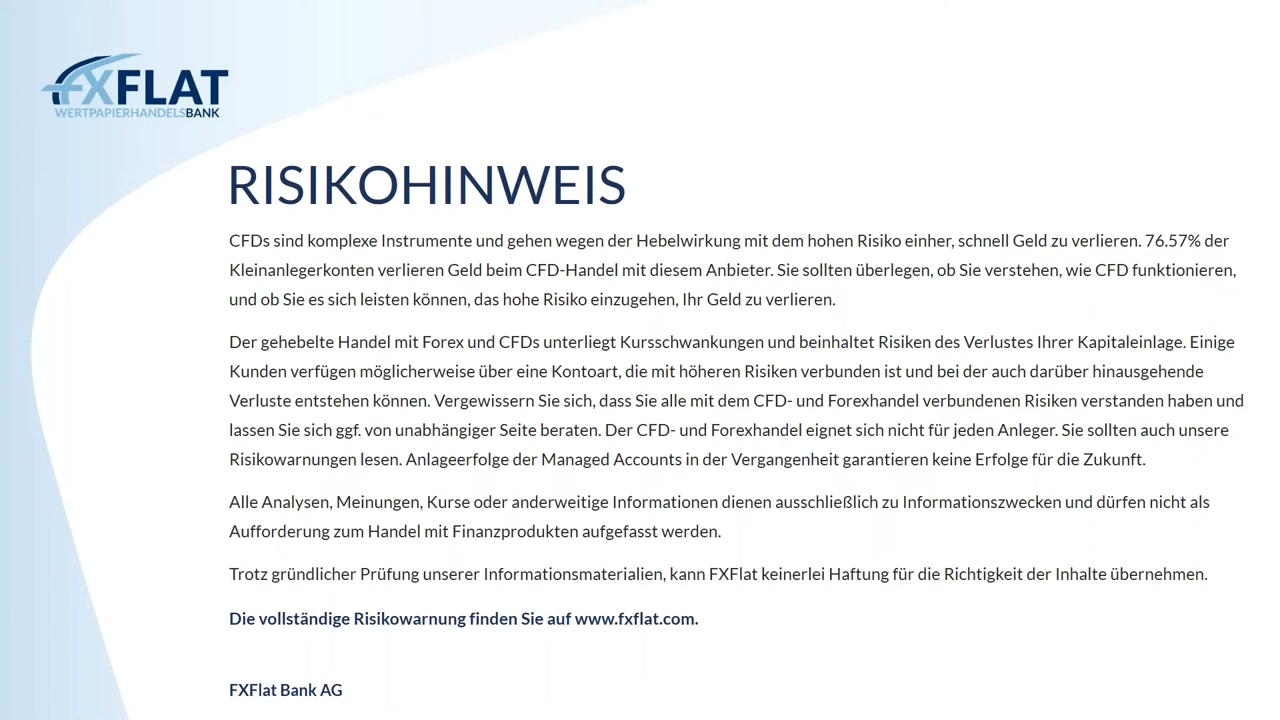 FXFLAT
WERTPAPIERHANDELSBANK
RISIKOHINWEIS
CFDs sind komplexe Instrumente und gehen wegen der Hebelwirkung mit dem hohen Risiko einher, schnell Geld zu verlieren. 76.57% der
Kleinanlegerkonten verlieren Geld beim CFD-Handel mit diesem Anbieter. Sie sollten überlegen, ob Sie verstehen, wie CFD funktionieren,
und ob Sie es sich leisten können, das hohe Risiko einzugehen, Ihr Geld zu verlieren.
Der gehebelte Handel mit Forex und CFDs unterliegt Kursschwankungen und beinhaltet Risiken des Verlustes Ihrer Kapitaleinlage. Einige
Kunden verfügen möglicherweise über eine Kontoart, die mit höheren Risiken verbunden ist und bei der auch darüber hinausgehende
Verluste entstehen können. Vergewissern Sie sich, dass Sie alle mit dem CFD- und Forexhandel verbundenen Risiken verstanden haben und
lassen Sie sich ggf. von unabhängiger Seite beraten. Der CFD- und Forexhandel eignet sich nicht für jeden Anleger. Sie sollten auch unsere
Risikowarnungen lesen. Anlageerfolge der Managed Accounts in der Vergangenheit garantieren keine Erfolge für die Zukunft.
Alle Analysen, Meinungen, Kurse oder anderweitige Informationen dienen ausschließlich zu Informationszwecken und dürfen nicht als
Aufforderung zum Handel mit Finanzprodukten aufgefasst werden.
Trotz gründlicher Prüfung unserer Informationsmaterialien, kann FXFlat keinerlei Haftung für die Richtigkeit der Inhalte übernehmen.
Die vollständige Risikowarnung finden Sie auf www.fxflat.com.
FXFlat Bank AG